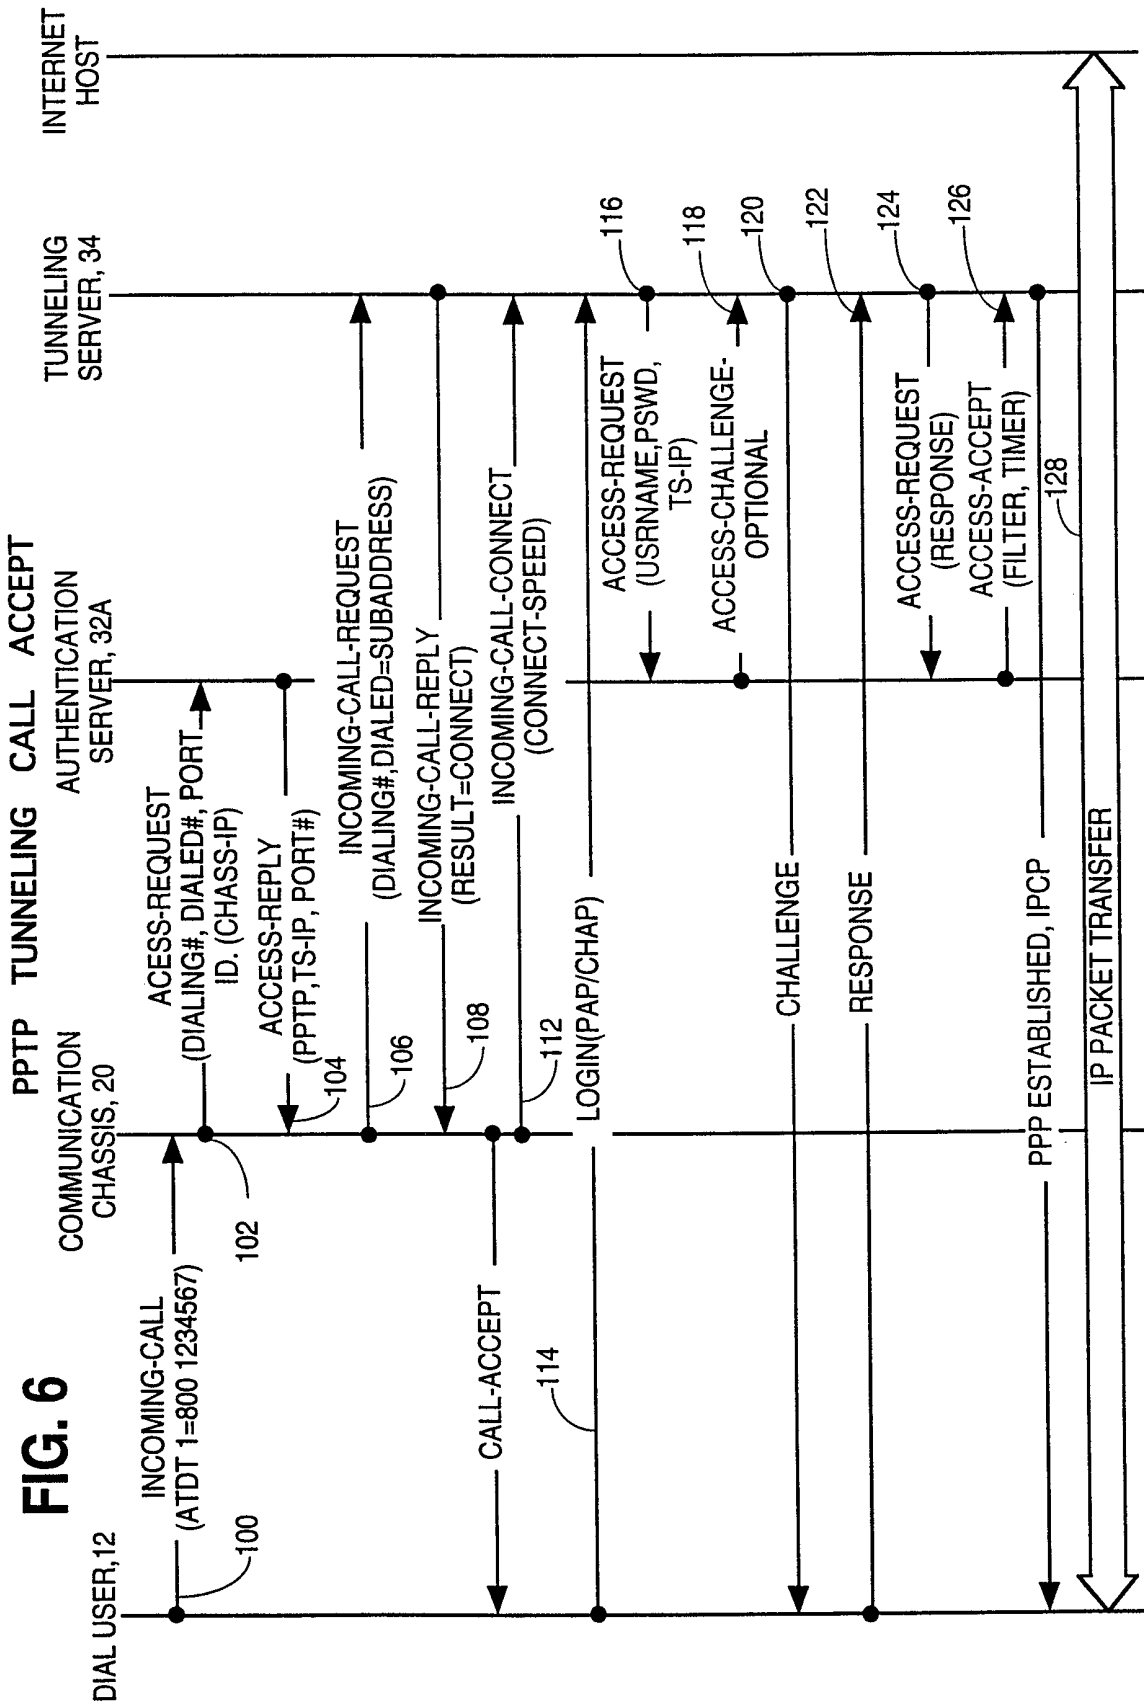 FIG. 6
PPTP TUNNELING CALL ACCEPT
DIAL USER,12
COMMUNICATION
CHASSIS, 20
AUTHENTICATION
SERVER, 32A
TUNNELING
SERVER, 34
INTERNET
HOST
INCOMING-CALL
(ATDT 1=800 1234567)
100
ACESS-REQUEST
(DIALING#, DIALED#, PORT
ID. (CHASS-IP)
102
ACCESS-REPLY
(PPTP,TS-IP, PORT#)
104
INCOMING-CALL-REQUEST
(DIALING#,DIALED=SUBADDRESS)
106
INCOMING-CALL-REPLY
(RESULT=CONNECT)
108
CALL-ACCEPT
INCOMING-CALL-CONNECT
(CONNECT-SPEED)
112
LOGIN(PAP/CHAP)
114
116
ACCESS-REQUEST
(USRNAME,PSWD,
TS-IP)
118
ACCESS-CHALLENGE-
OPTIONAL
120
CHALLENGE
122
RESPONSE
124
ACCESS-REQUEST
(RESPONSE)
126
ACCESS-ACCEPT
(FILTER, TIMER)
PPP ESTABLISHED, IPCP
128
IP PACKET TRANSFER